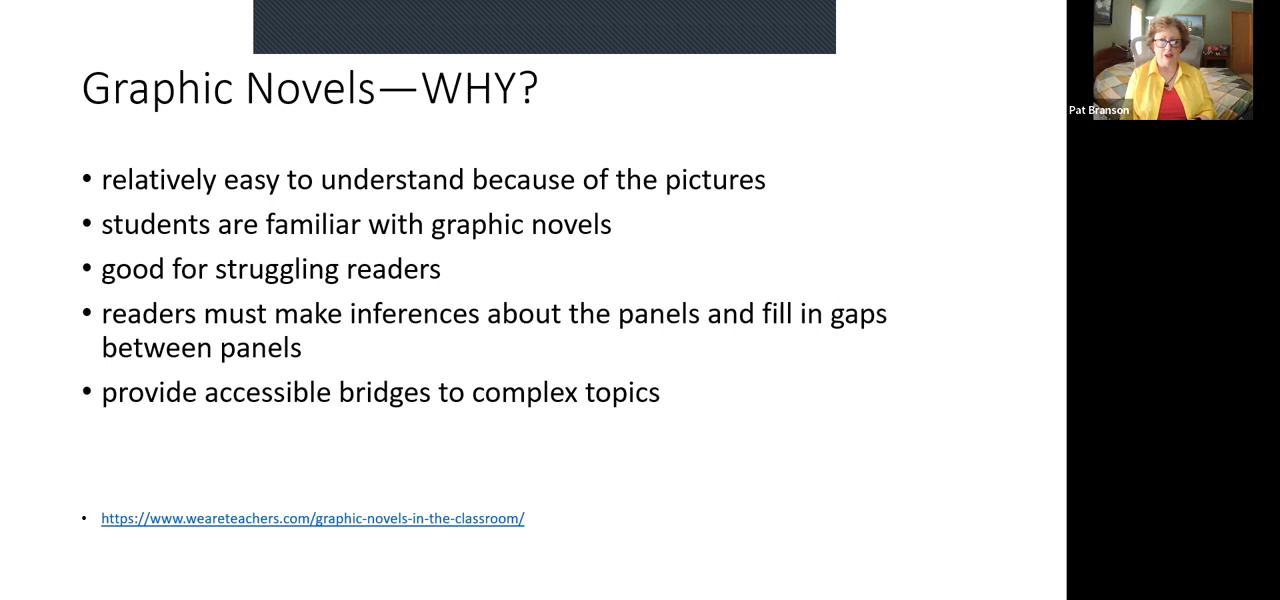 Graphic Novels—WHY?
• relatively easy to understand because of the pictures
• students are familiar with graphic novels
• good for struggling readers
• readers must make inferences about the panels and fill in gaps
between panels
• provide accessible bridges to complex topics
• https://www.weareteachers.com/graphic-novels-in-the-classroom/
Pat Branson